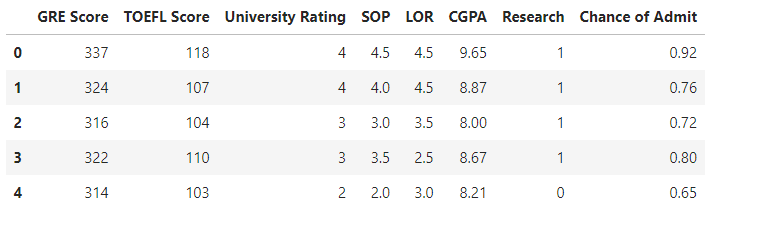 GRE Score TOEFL Score University Rating SOP LOR CGPA Research Chance of Admit
0 337 118 4 4.5 4.5 9.65 1 0.92
1 324 107 4 4.0 4.5 8.87 1 0.76
2 316 104 3 3.0 3.5 8.00 1 0.72
3 322 110 3 3.5 2.5 8.67 1 0.80
4 314 103 2 2.0 3.0 8.21 0 0.65